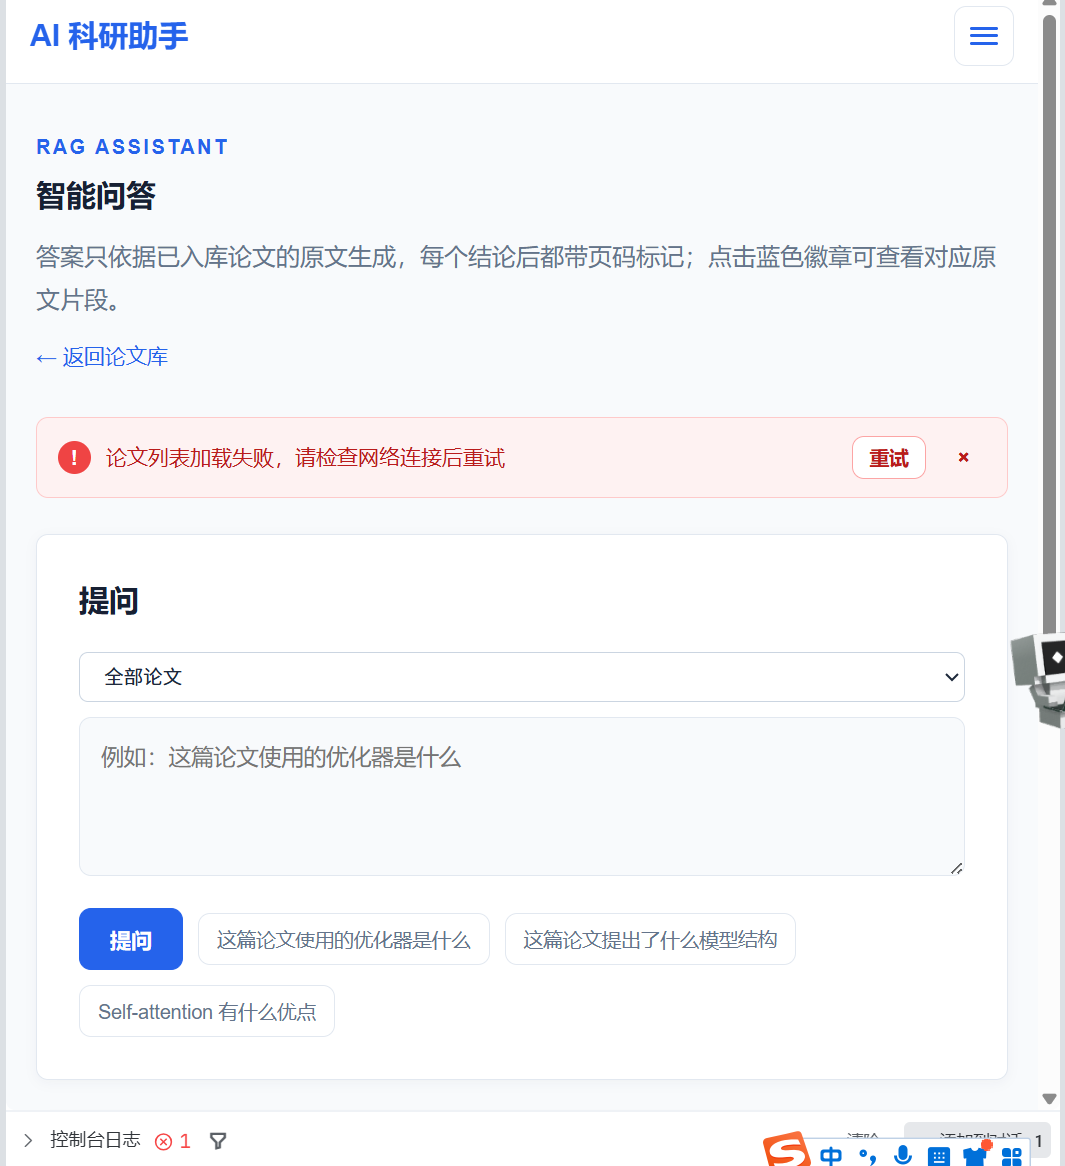 AI 科研助手
RAG ASSISTANT
智能问答
答案只依据已入库论文的原文生成，每个结论后都带页码标记；点击蓝色徽章可查看对应原
文片段。
← 返回论文库
! 论文列表加载失败，请检查网络连接后重试 重试 ×
提问
全部论文
例如：这篇论文使用的优化器是什么
提问 这篇论文使用的优化器是什么 这篇论文提出了什么模型结构
Self-attention 有什么优点
控制台日志 1 1
中